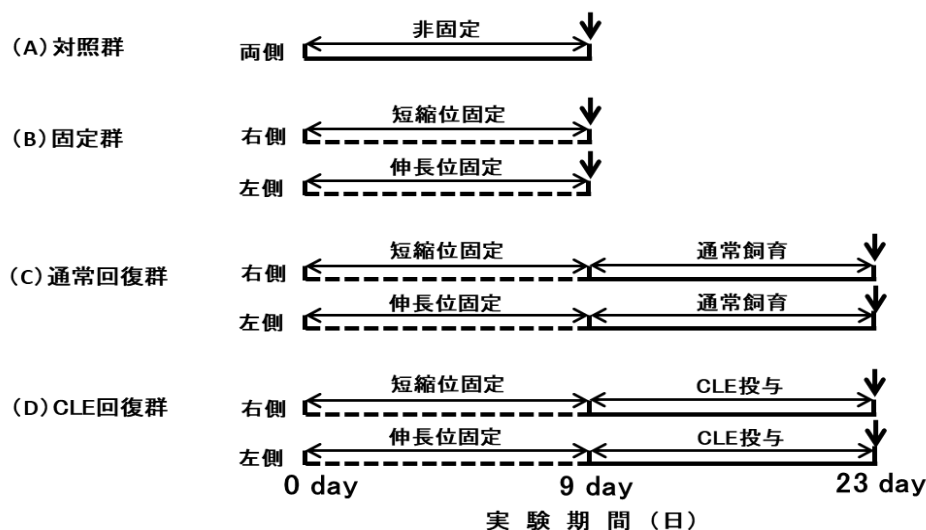 非固定
(A)対照群 両側
短縮位固定
(B)固定群 右側
伸長位固定
左側
短縮位固定 通常飼育
(C)通常回復群 右側
伸長位固定 通常飼育
左側
短縮位固定 CLE投与
(D)CLE回復群 右側
伸長位固定 CLE投与
左側
0 day 9 day 23 day
実験期間(日)